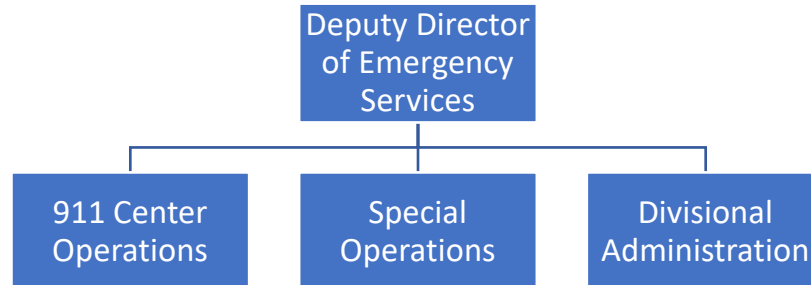 Deputy Director
of Emergency
Services
911 Center
Operations
Special
Operations
Divisional
Administration